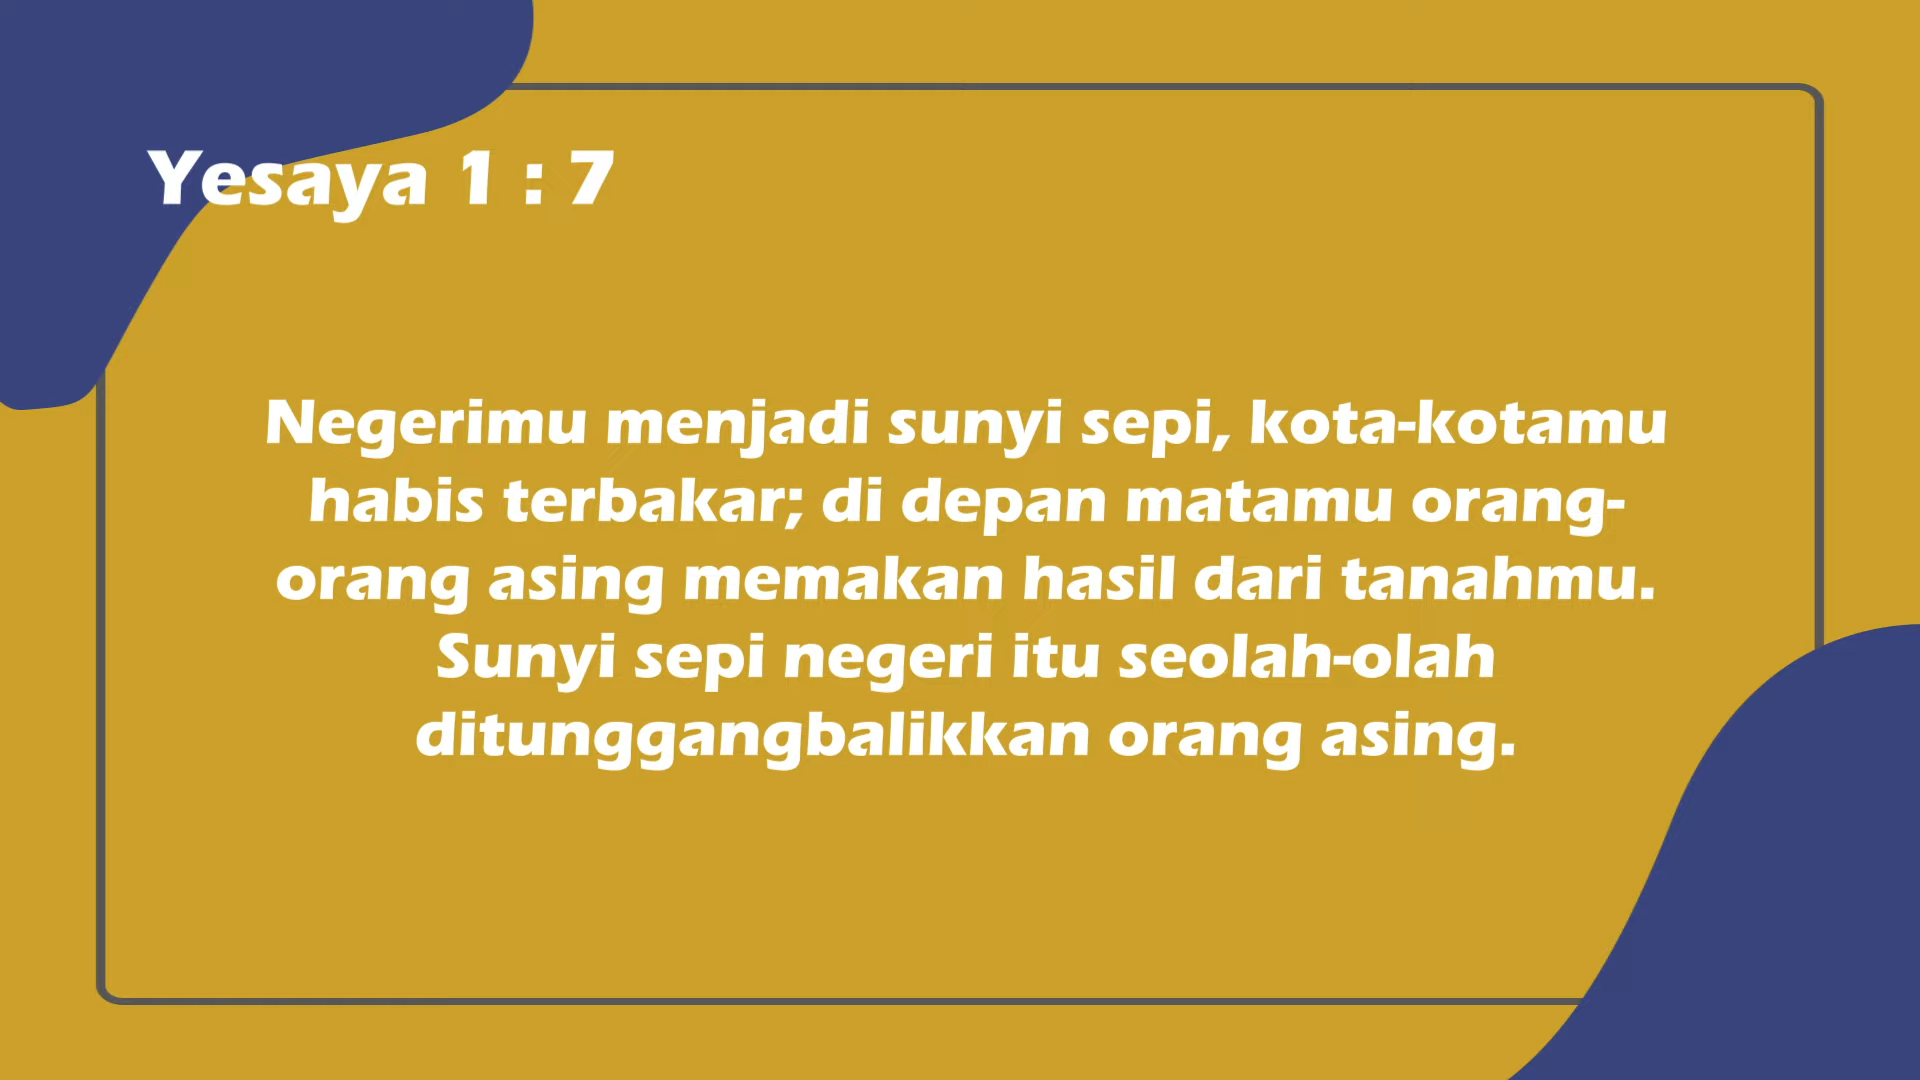 Yesaya 1 : 7
Negerimu menjadi sunyi sepi, kota-kotamu
habis terbakar; di depan matamu orang-
orang asing memakan hasil dari tanahmu.
Sunyi sepi negeri itu seolah-olah
ditunggangbalikkan orang asing.